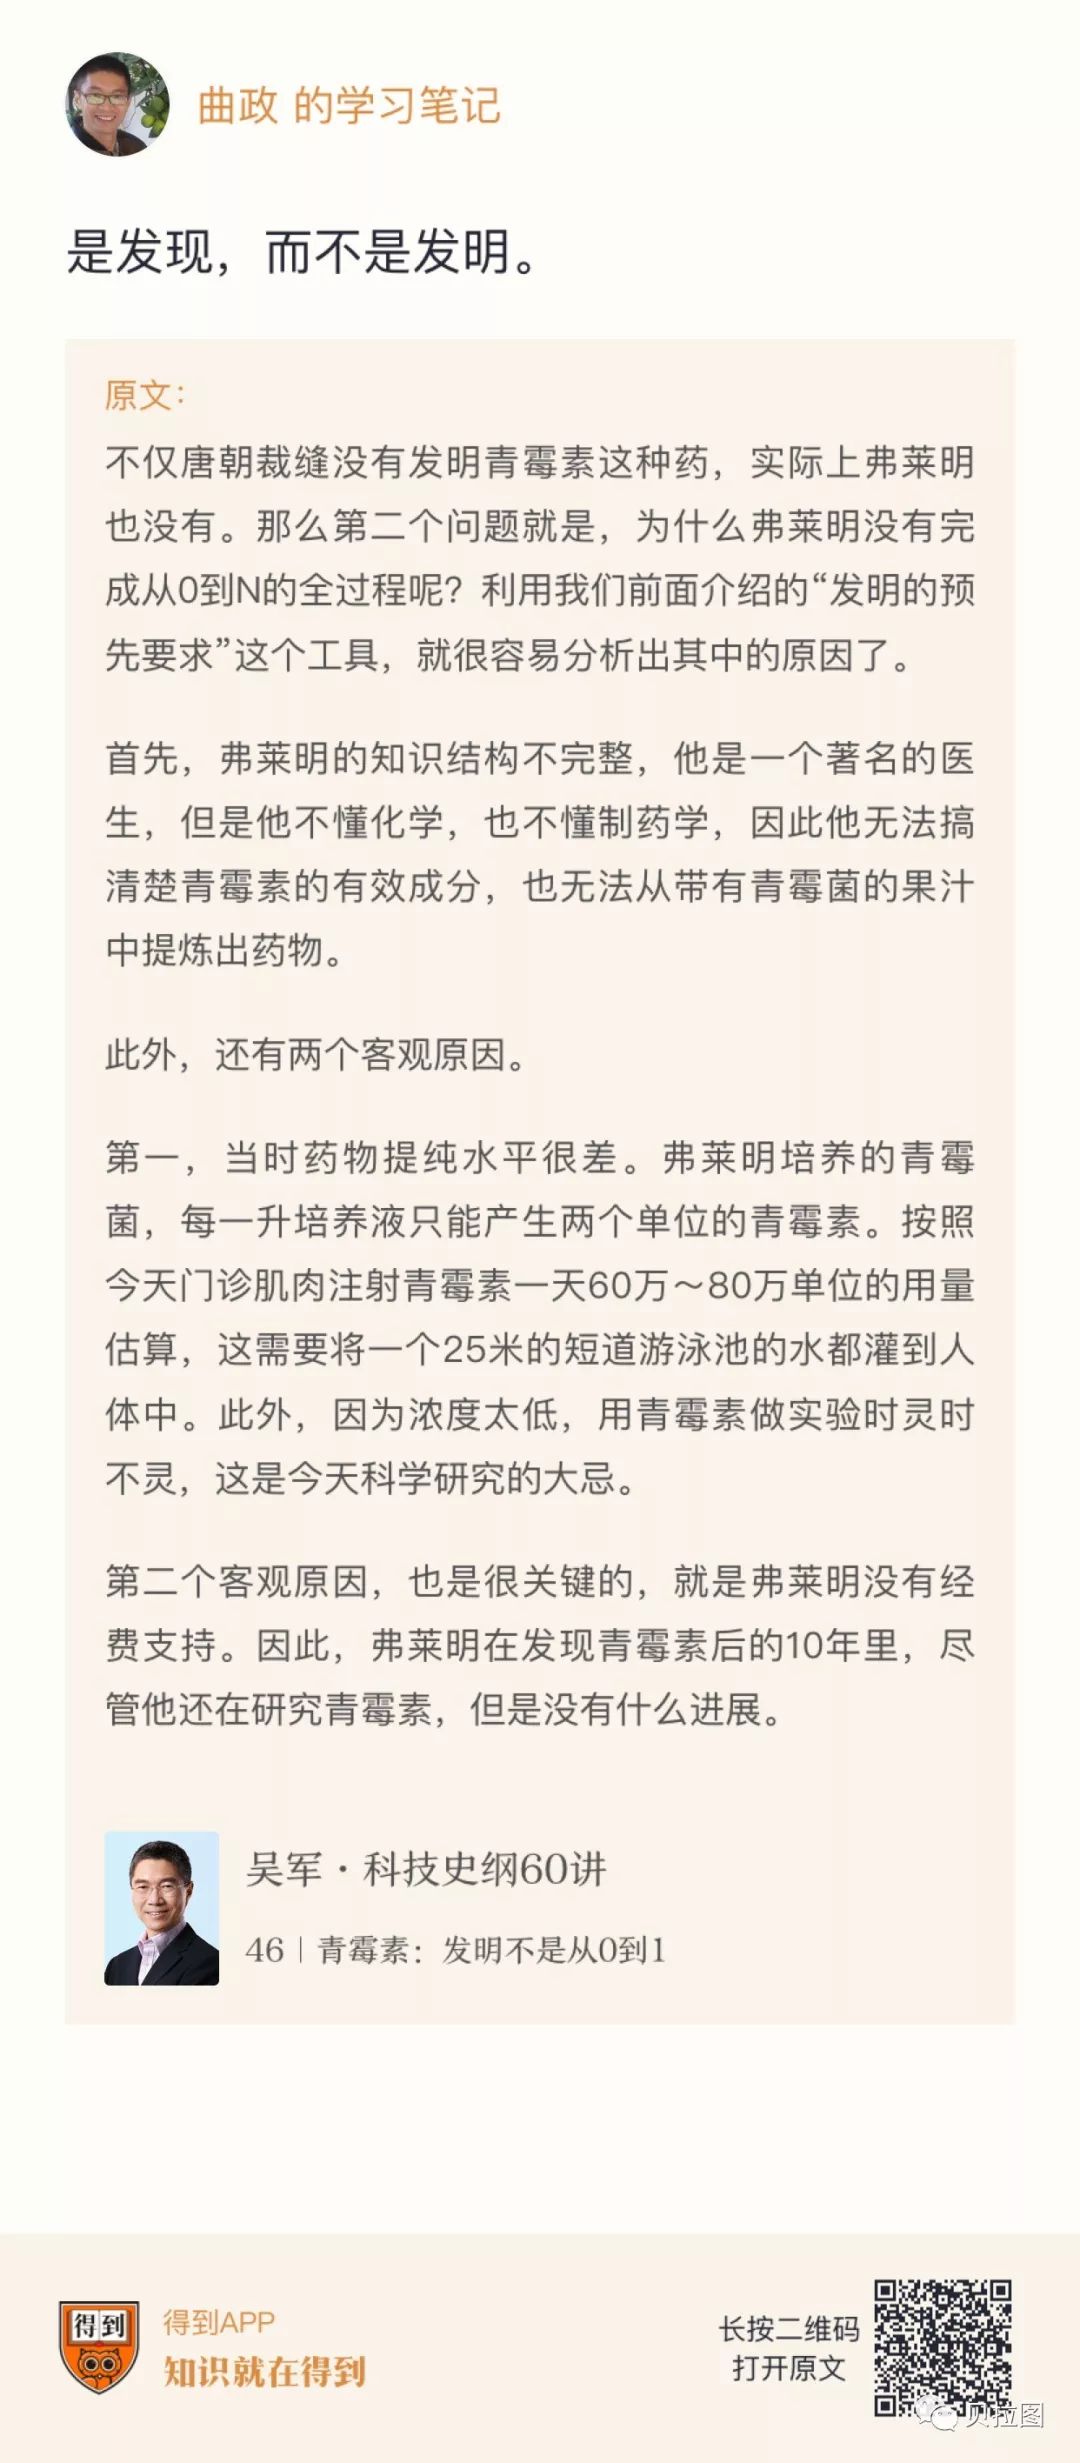 曲政 的学习笔记
是发现，而不是发明。
原文：
不仅唐朝裁缝没有发明青霉素这种药，实际上弗莱明
也没有。那么第二个问题就是，为什么弗莱明没有完
成从0到N的全过程呢？利用我们前面介绍的“发明的预
先要求”这个工具，就很容易分析出其中的原因了。
首先，弗莱明的知识结构不完整，他是一个著名的医
生，但是他不懂化学，也不懂制药学，因此他无法搞
清楚青霉素的有效成分，也无法从带有青霉菌的果汁
中提炼出药物。
此外，还有两个客观原因。
第一，当时药物提纯水平很差。弗莱明培养的青霉
菌，每一升培养液只能产生两个单位的青霉素。按照
今天门诊肌肉注射青霉素一天60万～80万单位的用量
估算，这需要将一个25米的短道游泳池的水都灌到人
体中。此外，因为浓度太低，用青霉素做实验时灵时
不灵，这是今天科学研究的大忌。
第二个客观原因，也是很关键的，就是弗莱明没有经
费支持。因此，弗莱明在发现青霉素后的10年里，尽
管他还在研究青霉素，但是没有什么进展。
吴军·科技史纲60讲
46 | 青霉素：发明不是从0到1
得到
得到APP
知识就在得到
长按二维码
打开原文
贝拉图